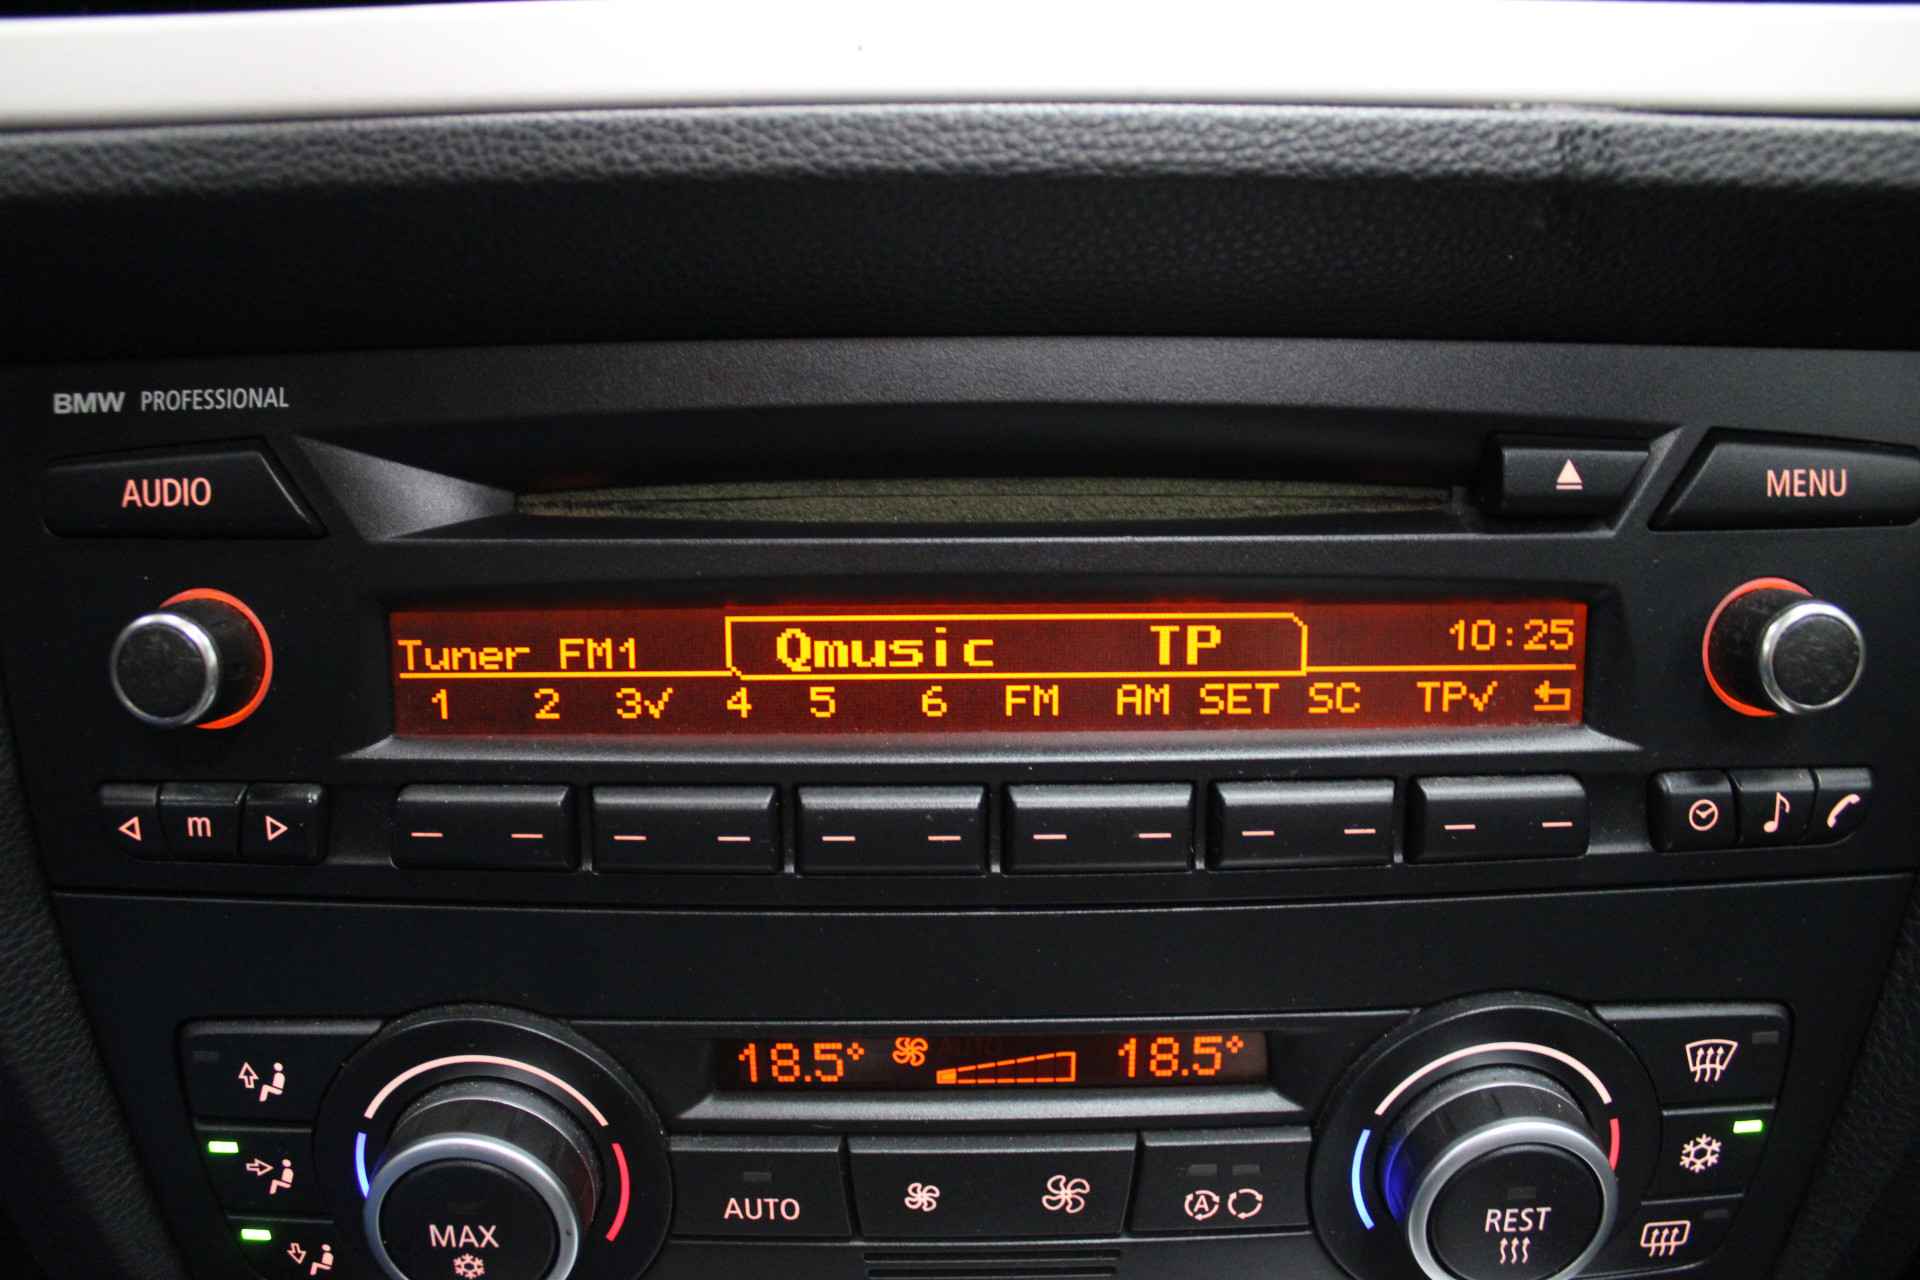 BMW PROFESSIONAL
AUDIO
MENU
Tuner FM1 Qmusic TP 10:25
1 2 3✓ 4 5 6 FM AM SET SC TP✓
m
18.5° AUTO 18.5°
AUTO
A
MAX
REST